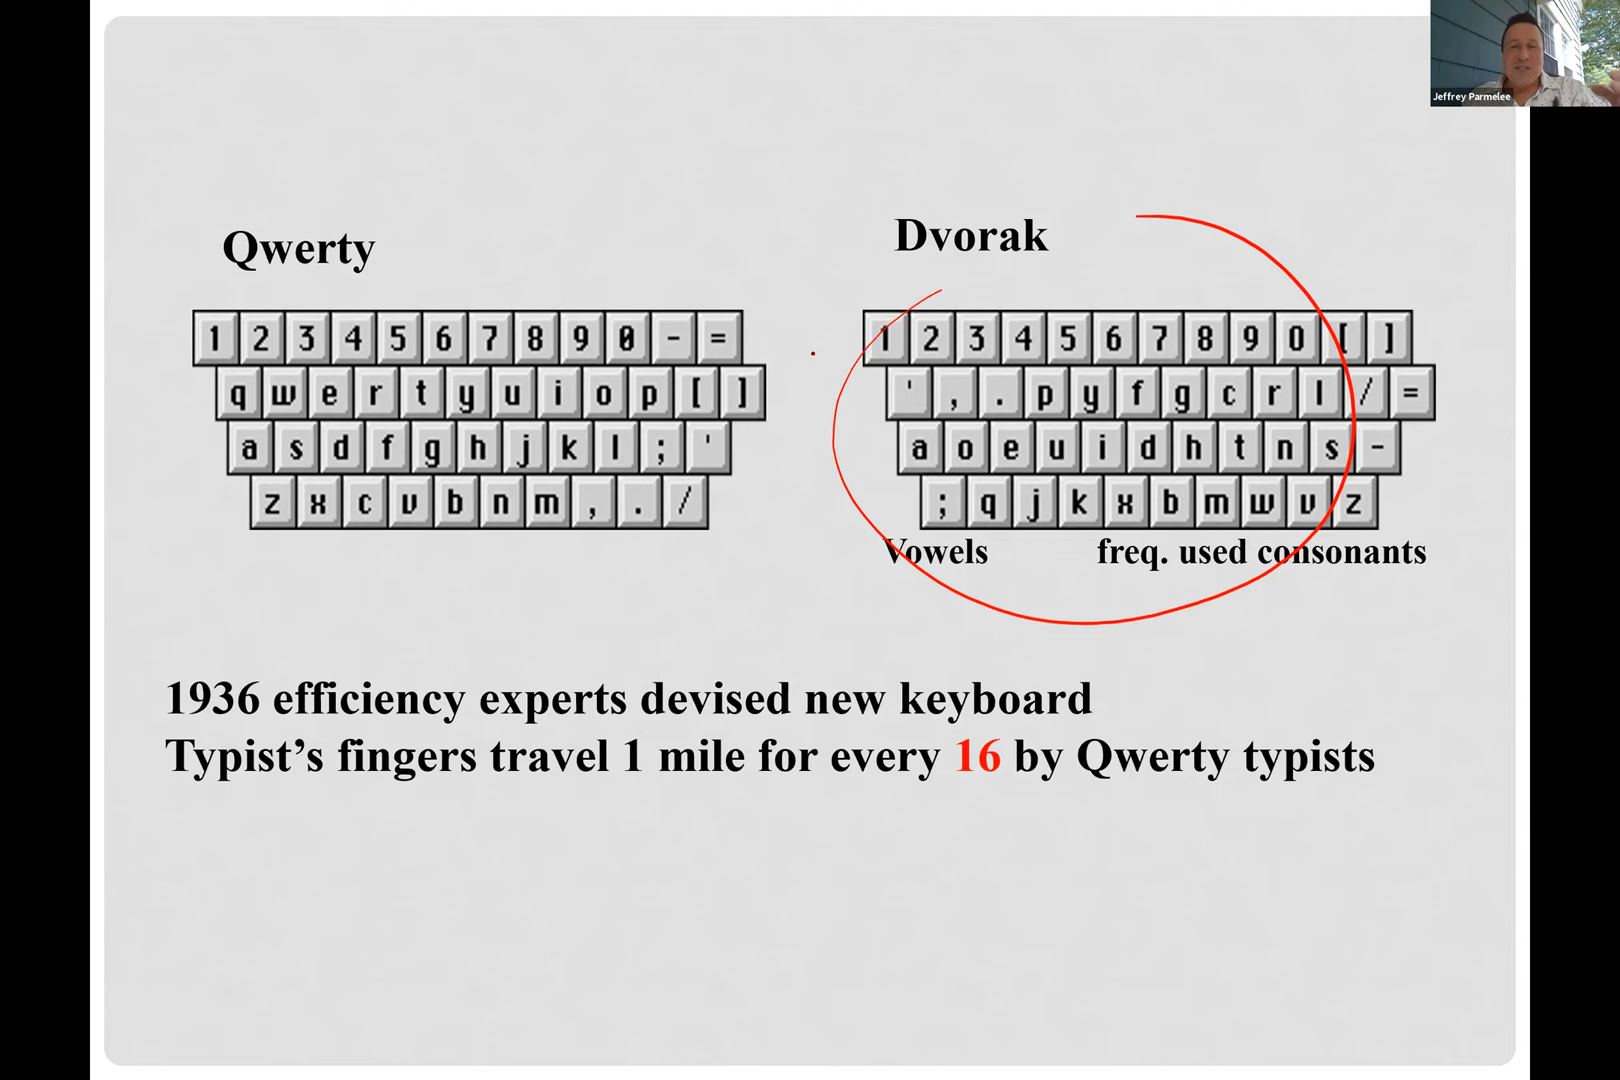 Jeffrey Parmelee
Qwerty
Dvorak
1 2 3 4 5 6 7 8 9 0 - =
q w e r t y u i o p [ ]
a s d f g h j k l ; '
z x c v b n m , . /
1 2 3 4 5 6 7 8 9 0 [ ]
' , . p y f g c r l / =
a o e u i d h t n s -
; q j k x b m w v z
Vowels freq. used consonants
1936 efficiency experts devised new keyboard
Typist’s fingers travel 1 mile for every 16 by Qwerty typists